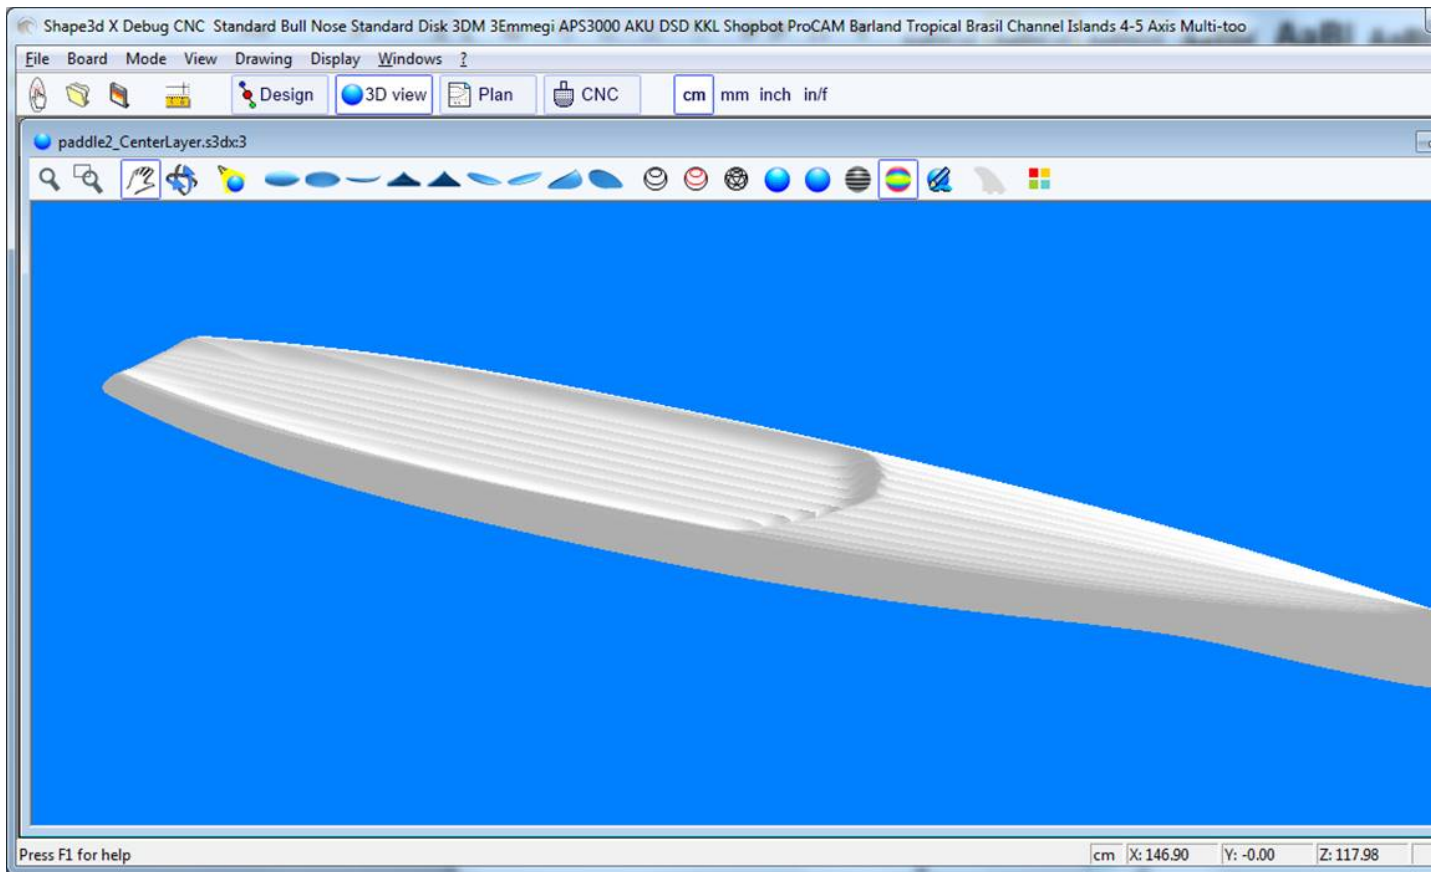 Shape3d X Debug CNC Standard Bull Nose Standard Disk 3DM 3Emmegi APS3000 AKU DSD KKL Shopbot ProCAM Barland Tropical Brasil Channel Islands 4-5 Axis Multi-too
File Board Mode View Drawing Display Windows ?
Design 3D view Plan CNC cm mm inch in/f
paddle2_CenterLayer.s3dx:3
Press F1 for help cm X: 146.90 Y: -0.00 Z: 117.98